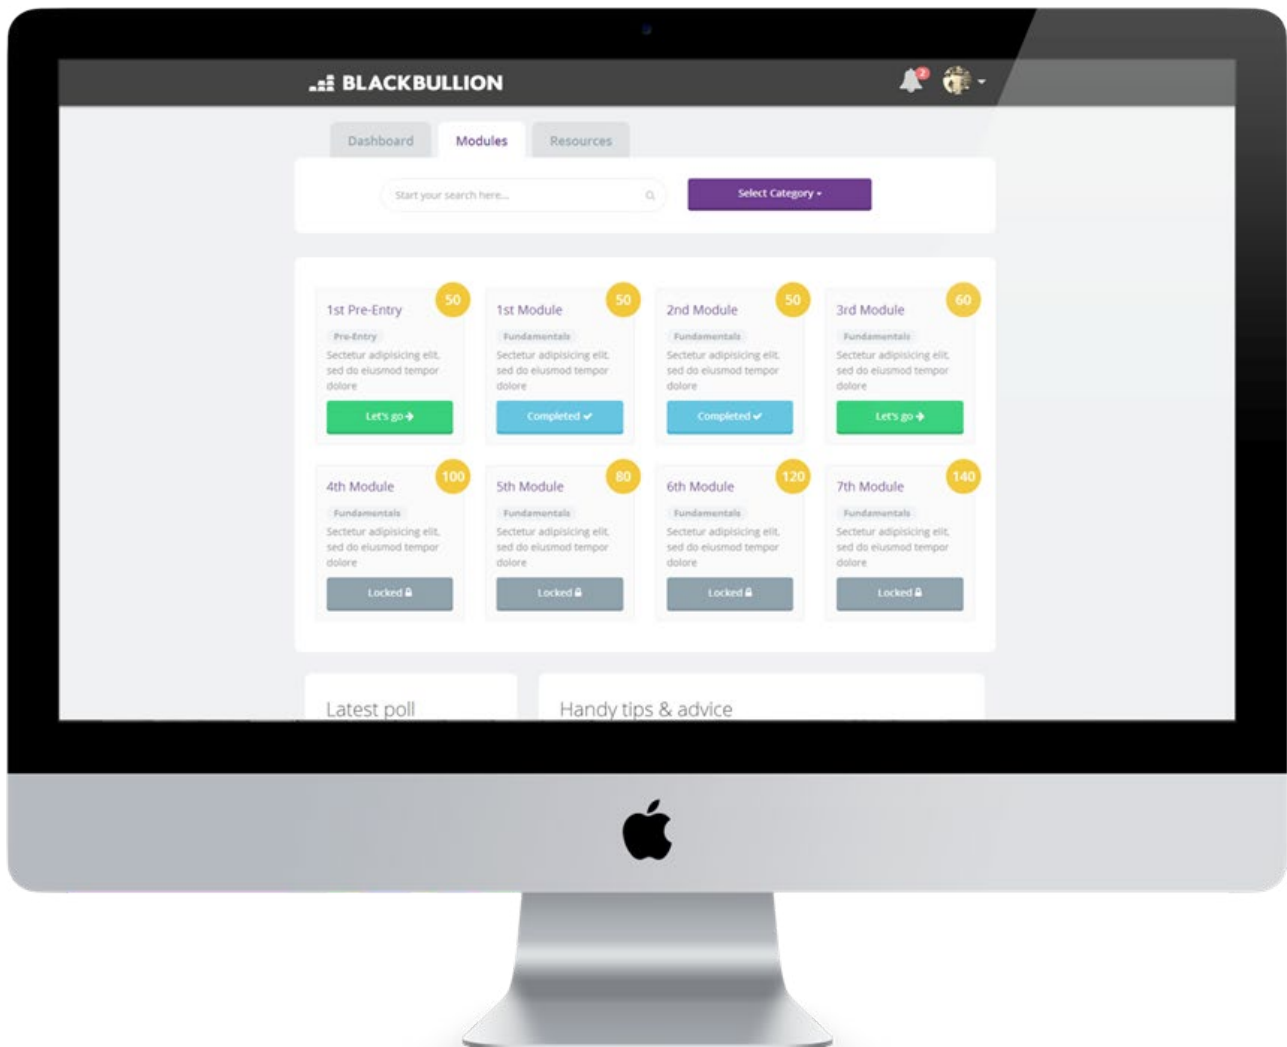 BLACKBULLION
2
Dashboard
Modules
Resources
Start your search here...
Select Category
50
1st Pre-Entry
Pre-Entry
Sectetur adipisicing elit,
sed do eiusmod tempor
dolore
Let's go
50
1st Module
Fundamentals
Sectetur adipisicing elit,
sed do eiusmod tempor
dolore
Completed
50
2nd Module
Fundamentals
Sectetur adipisicing elit,
sed do eiusmod tempor
dolore
Completed
60
3rd Module
Fundamentals
Sectetur adipisicing elit,
sed do eiusmod tempor
dolore
Let's go
100
4th Module
Fundamentals
Sectetur adipisicing elit,
sed do eiusmod tempor
dolore
Locked
80
5th Module
Fundamentals
Sectetur adipisicing elit,
sed do eiusmod tempor
dolore
Locked
120
6th Module
Fundamentals
Sectetur adipisicing elit,
sed do eiusmod tempor
dolore
Locked
140
7th Module
Fundamentals
Sectetur adipisicing elit,
sed do eiusmod tempor
dolore
Locked
Latest poll
Handy tips & advice